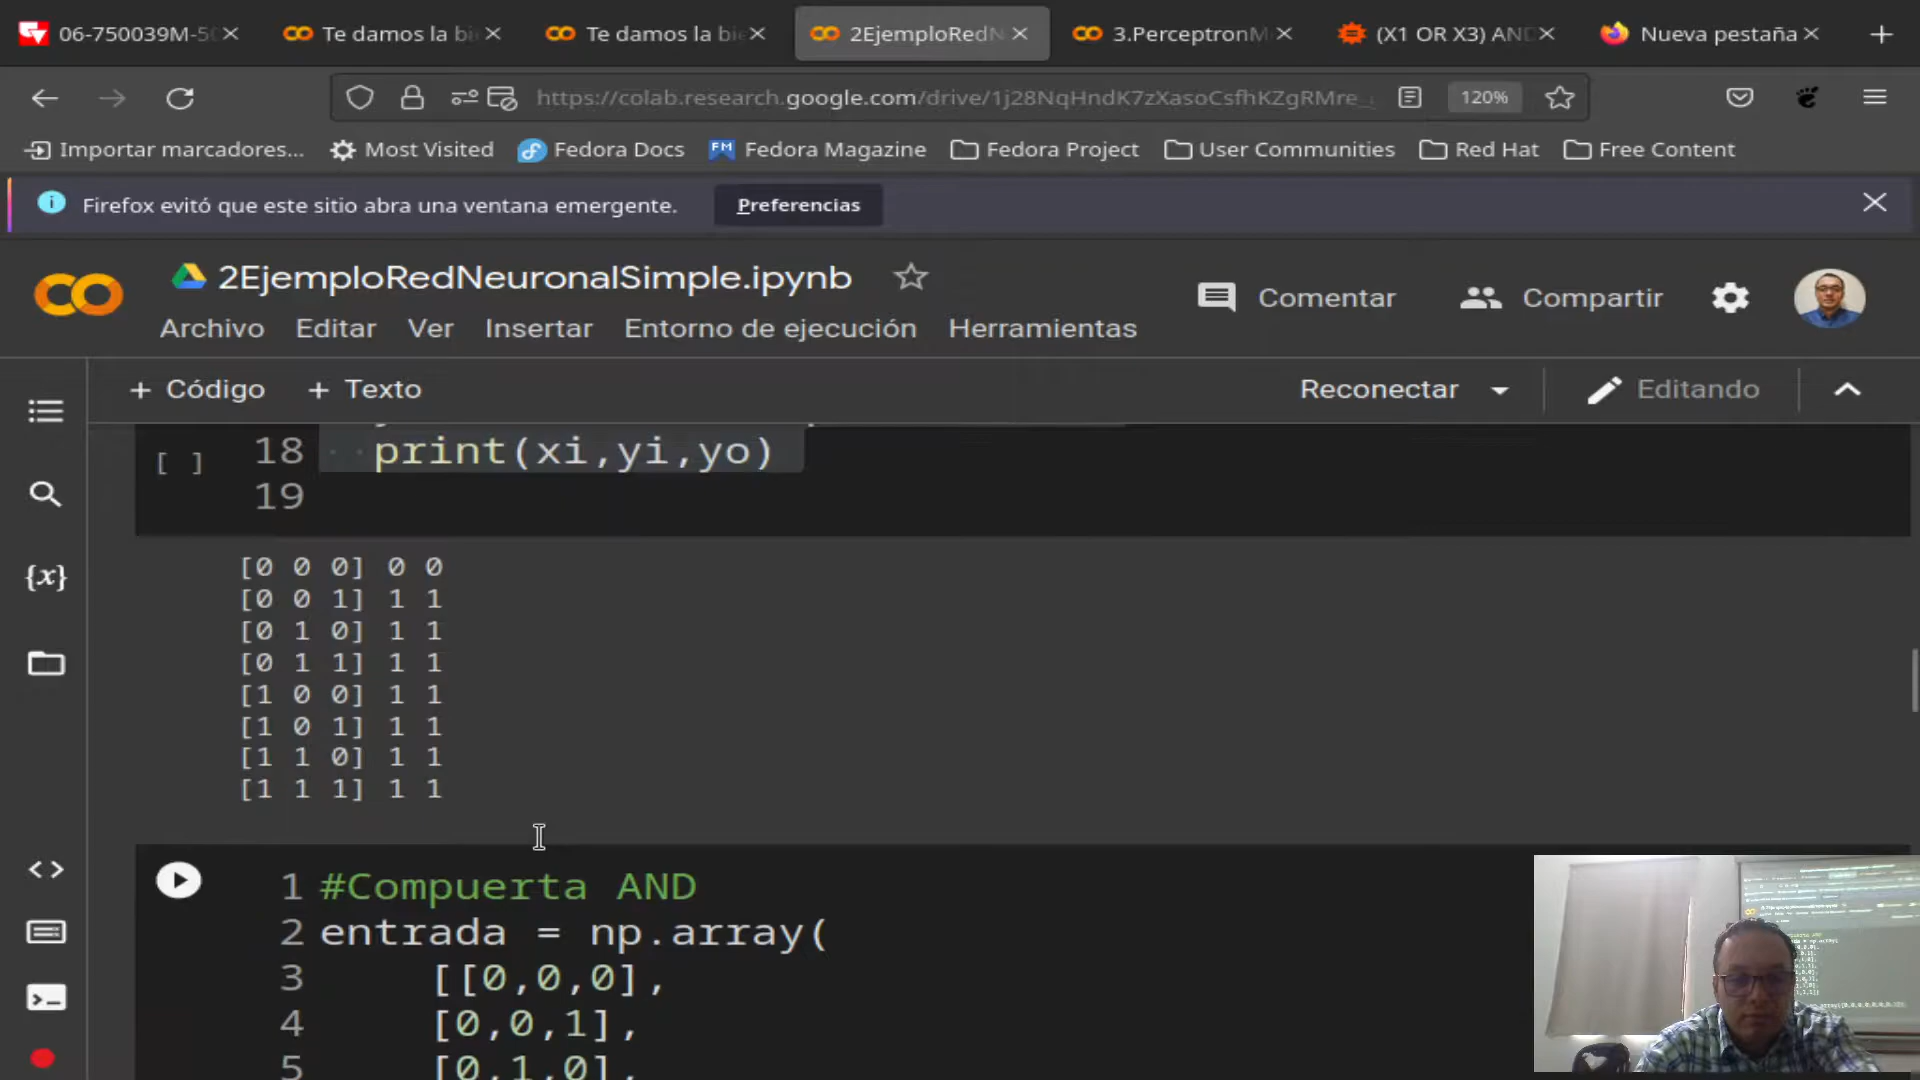 06-750039M-50
Te damos la bi
Te damos la bie
2EjemploRedN
3.PerceptronM
(X1 OR X3) AND
Nueva pestaña
https://colab.research.google.com/drive/1j28NqHndK7zXasoCsfhKZgRMre_
120%
Importar marcadores...
Most Visited
Fedora Docs
FM
Fedora Magazine
Fedora Project
User Communities
Red Hat
Free Content
Firefox evitó que este sitio abra una ventana emergente.
Preferencias
2EjemploRedNeuronalSimple.ipynb
Comentar
Compartir
Archivo Editar Ver Insertar Entorno de ejecución Herramientas
+ Código + Texto
Reconectar
Editando
[ ] 18 print(xi,yi,yo)
19
[0 0 0] 0 0
[0 0 1] 1 1
[0 1 0] 1 1
[0 1 1] 1 1
[1 0 0] 1 1
[1 0 1] 1 1
[1 1 0] 1 1
[1 1 1] 1 1
1 #Compuerta AND
2 entrada = np.array(
3 [[0,0,0],
4 [0,0,1],
5 [0,1,0],